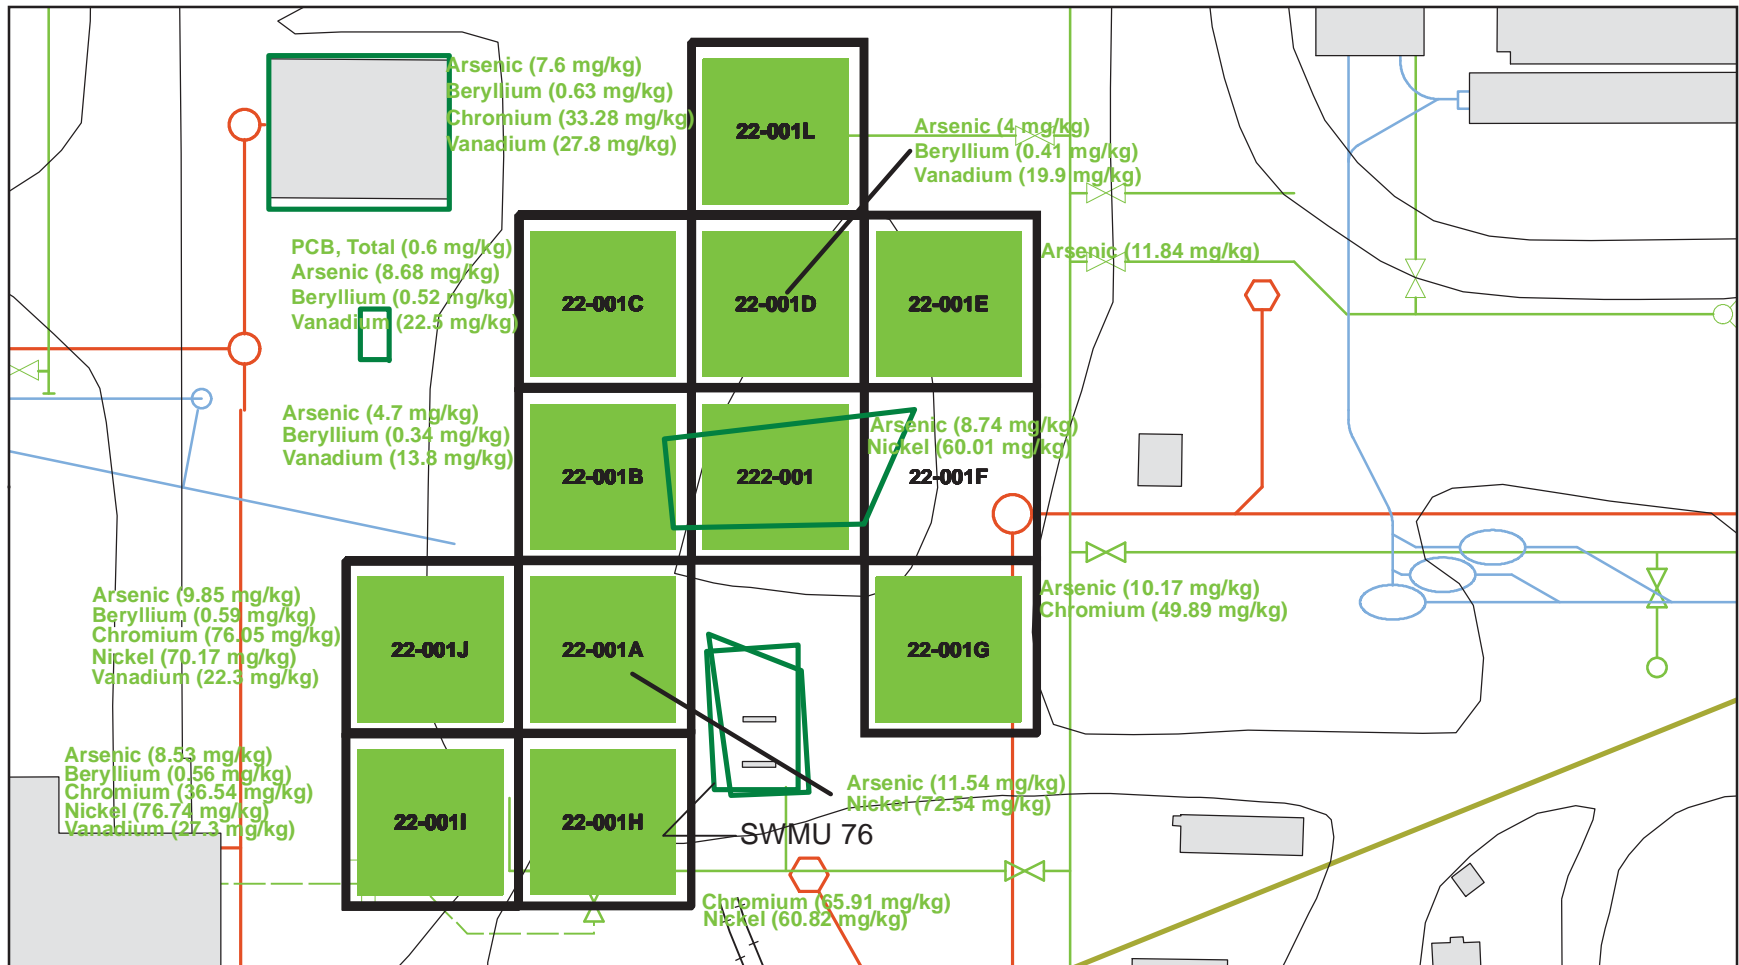 Arsenic (7.6 mg/kg)
Beryllium (0.63 mg/kg)
Chromium (33.28 mg/kg)
Vanadium (27.8 mg/kg)
22-001L
Arsenic (4 mg/kg)
Beryllium (0.41 mg/kg)
Vanadium (19.9 mg/kg)
PCB, Total (0.6 mg/kg)
Arsenic (8.68 mg/kg)
Beryllium (0.52 mg/kg)
Vanadium (22.5 mg/kg)
22-001C
22-001D
22-001E
Arsenic (11.84 mg/kg)
Arsenic (4.7 mg/kg)
Beryllium (0.34 mg/kg)
Vanadium (13.8 mg/kg)
22-001B
222-001
Arsenic (8.74 mg/kg)
Nickel (60.01 mg/kg)
22-001F
Arsenic (9.85 mg/kg)
Beryllium (0.59 mg/kg)
Chromium (76.05 mg/kg)
Nickel (70.17 mg/kg)
Vanadium (22.3 mg/kg)
22-001J
22-001A
22-001G
Arsenic (10.17 mg/kg)
Chromium (49.89 mg/kg)
Arsenic (8.53 mg/kg)
Beryllium (0.56 mg/kg)
Chromium (36.54 mg/kg)
Nickel (76.74 mg/kg)
Vanadium (27.3 mg/kg)
22-001I
22-001H
Arsenic (11.54 mg/kg)
Nickel (72.54 mg/kg)
SWMU 76
Chromium (65.91 mg/kg)
Nickel (60.82 mg/kg)